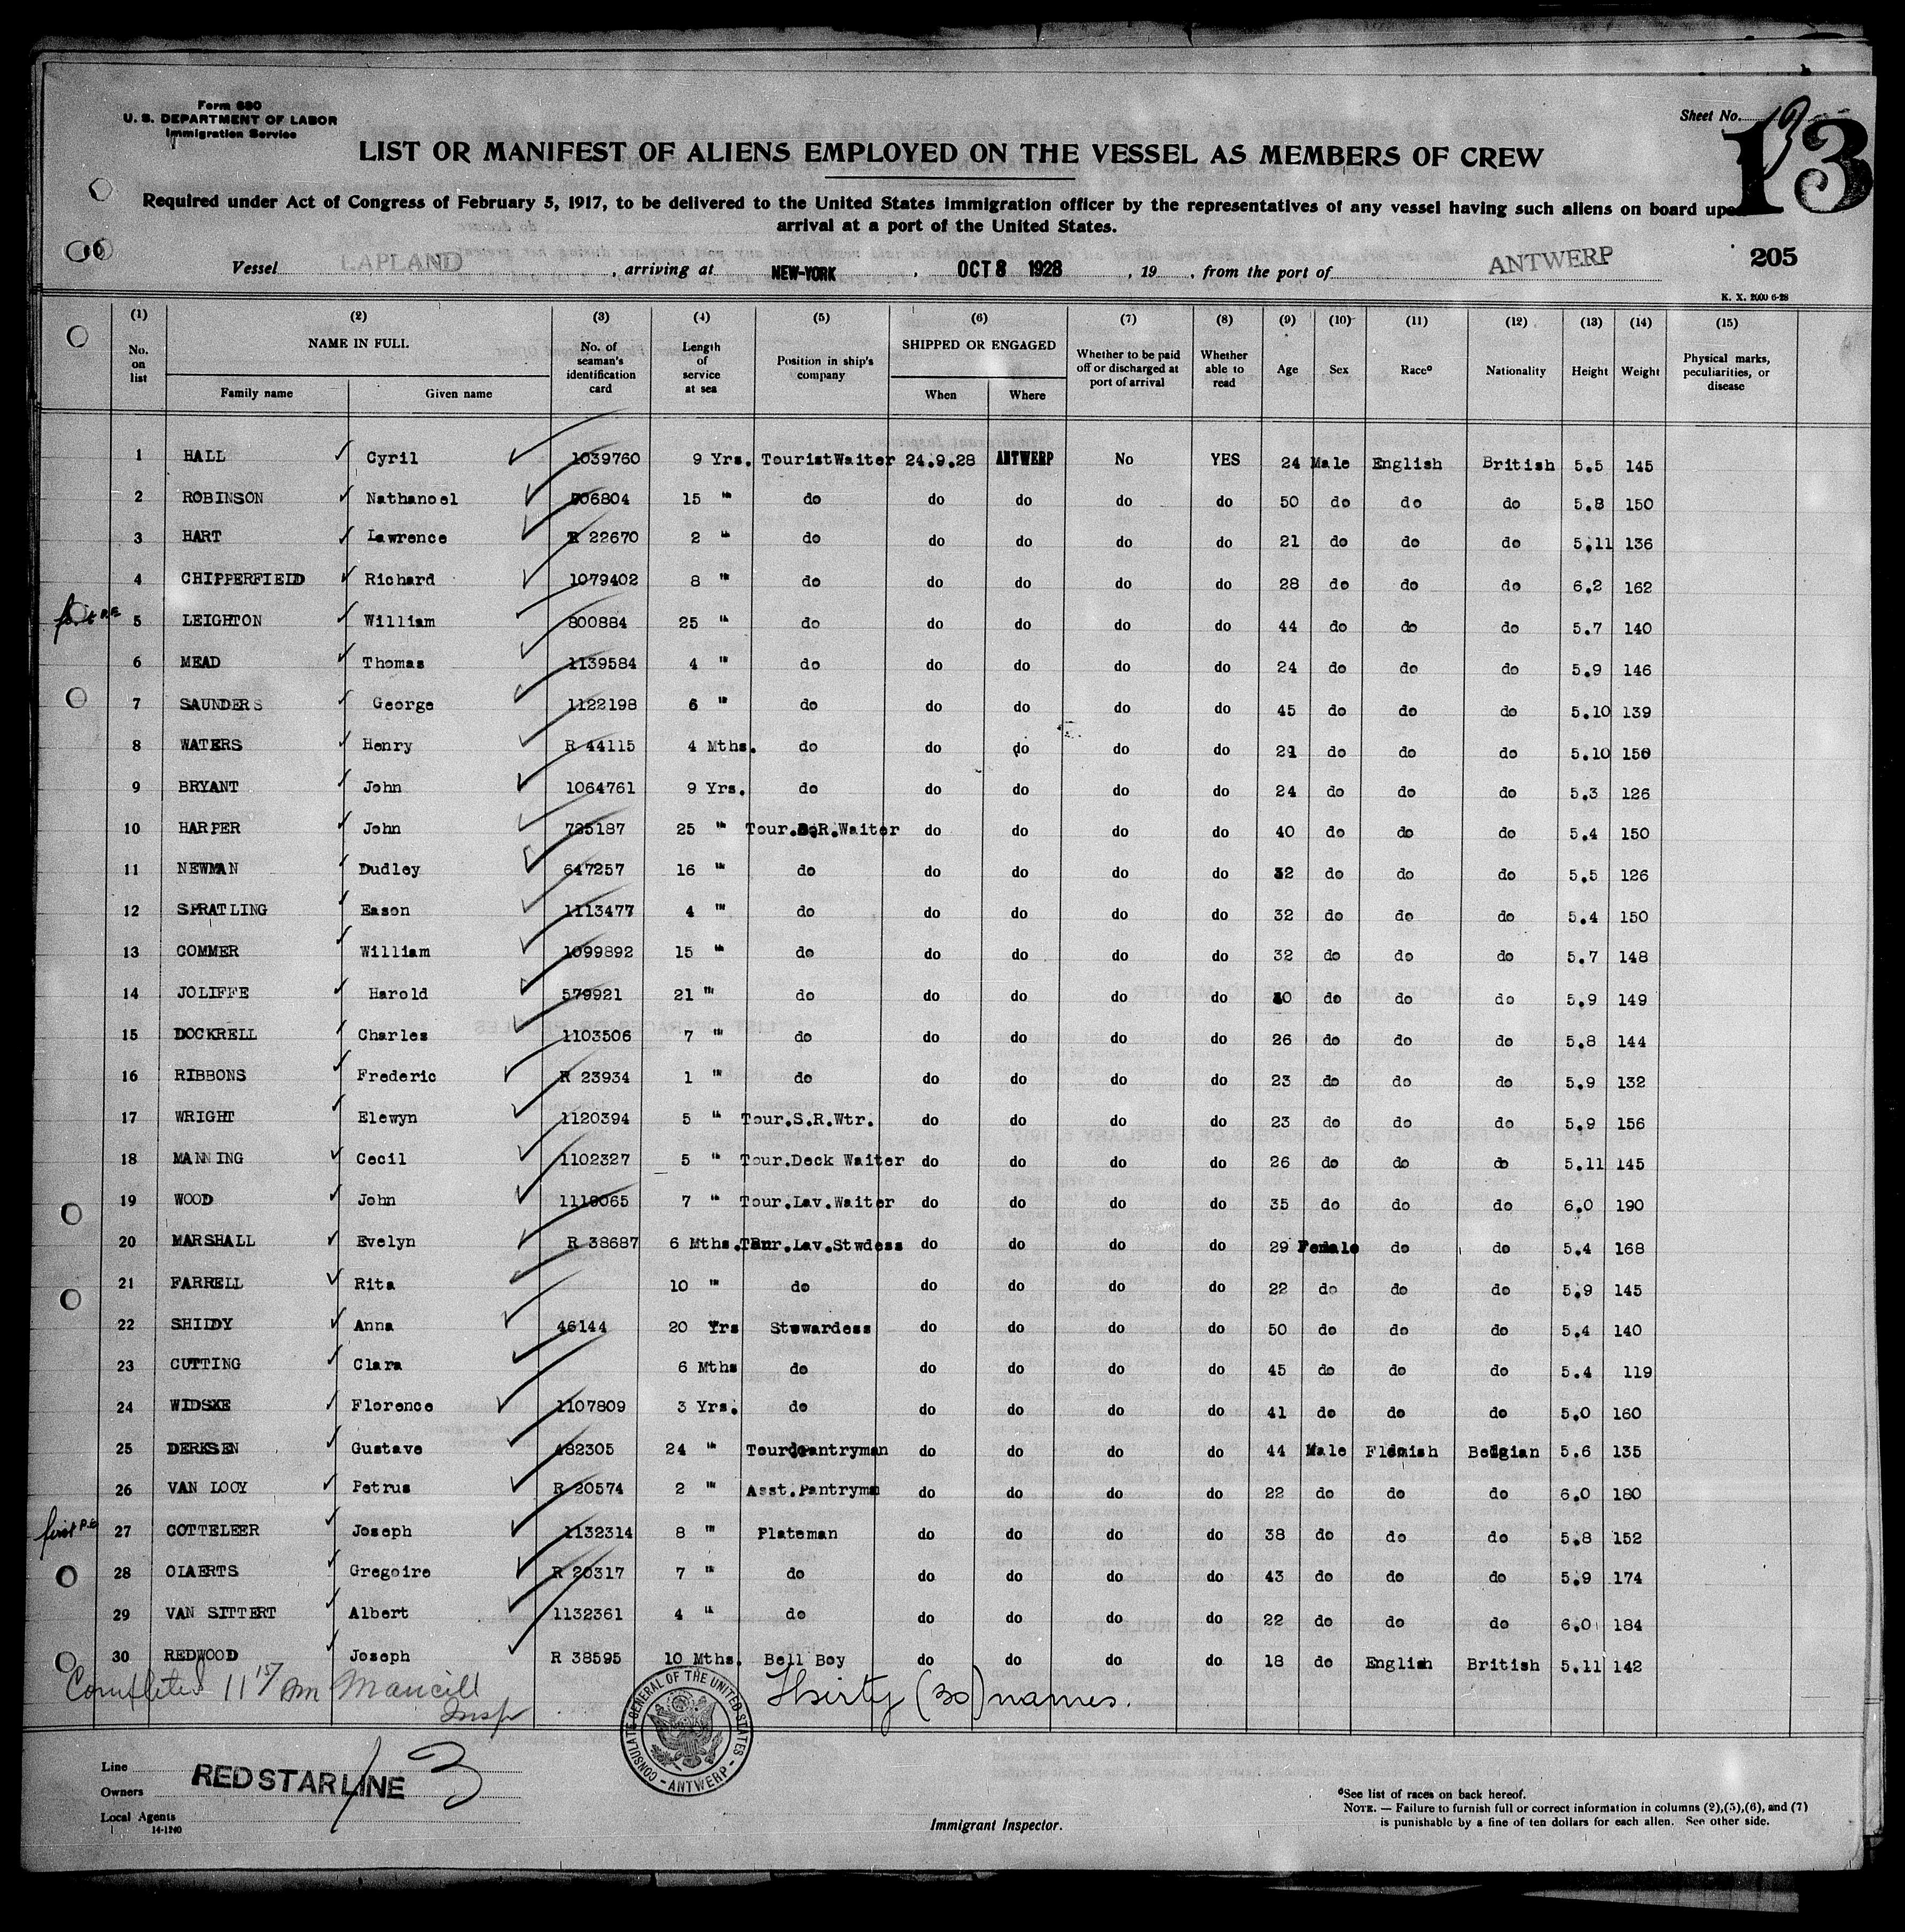 Form 680
U. S. DEPARTMENT OF LABOR
Immigration Service
Sheet No.
13
LIST OR MANIFEST OF ALIENS EMPLOYED ON THE VESSEL AS MEMBERS OF CREW
Required under Act of Congress of February 5, 1917, to be delivered to the United States immigration officer by the representatives of any vessel having such aliens on board upon
arrival at a port of the United States.
Vessel LAPLAND, arriving at NEW-YORK, OCT 8 1928, 19, from the port of ANTWERP 205
K. X. 2000 6-28
(1) (2) (3) (4) (5) (6) (7) (8) (9) (10) (11) (12) (13) (14) (15)
No. on list NAME IN FULL Family name Given name No. of seaman's identification card Length of service at sea Position in ship's company SHIPPED OR ENGAGED When Where Whether to be paid off or discharged at port of arrival Whether able to read Age Sex Race* Nationality Height Weight Physical marks, peculiarities, or disease
1 HALL Cyril 1039760 9 Yrs. TouristWaiter 24.9.28 ANTWERP No YES 24 Male English British 5.5 145
2 ROBINSON Nathanoel 906804 15 " do do do do do 50 do do do 5.8 150
3 HART Lawrence R 22670 2 " do do do do do 21 do do do 5.11 136
4 CHIPPERFIELD Richard 1079402 8 " do do do do do 28 do do do 6.2 162
5 LEIGHTON William 800884 25 " do do do do do 44 do do do 5.7 140
6 MEAD Thomas 1139584 4 " do do do do do 24 do do do 5.9 146
7 SAUNDERS George 1122198 6 " do do do do do 45 do do do 5.10 139
8 WATERS Henry R 44115 4 Mths. do do do do do 21 do do do 5.10 150
9 BRYANT John 1064761 9 Yrs. do do do do do 24 do do do 5.3 126
10 HARPER John 725187 25 " Tour. R.Waiter do do do do 40 do do do 5.4 150
11 NEWMAN Dudley 647257 16 " do do do do do 32 do do do 5.5 126
12 SPRATLING Eason 1113477 4 " do do do do do 32 do do do 5.4 150
13 COMMER William 1099892 15 " do do do do do 32 do do do 5.7 148
14 JOLIFFE Harold 579921 21 " do do do do do 30 do do do 5.9 149
15 DOCKRELL Charles 1103506 7 " do do do do do 26 do do do 5.8 144
16 RIBBONS Frederic R 23934 1 " do do do do do 23 do do do 5.9 132
17 WRIGHT Elewyn 1120394 5 " Tour.S.R.Wtr. do do do do 23 do do do 5.9 156
18 MANNING Cecil 1102327 5 " Tour.Deck Waiter do do do do 26 do do do 5.11 145
19 WOOD John 1119065 7 " Tour.Lav.Waiter do do do do 35 do do do 6.0 190
20 MARSHALL Evelyn R 38687 6 Mths. Tour.Lav.Stwdess do do do do 29 Female do do 5.4 168
21 FARRELL Rita 10 " do do do do do 22 do do do 5.9 145
22 SHILDY Anna 46144 20 Yrs Stewardess do do do do 50 do do do 5.4 140
23 CUTTING Clara 6 Mths do do do do do 45 do do do 5.4 119
24 WIDSKE Florence 1107809 3 Yrs. do do do do do 41 do do do 5.0 160
25 DERKSEN Gustave 482305 24 " Tour. Pantryman do do do do 44 Male Flemish Belgian 5.6 135
26 VAN LOOY Petrus R 20574 2 " Asst.Pantrymn do do do do 22 do do do 6.0 180
first P.E 27 COTTELEER Joseph 1132314 8 " Plateman do do do do 38 do do do 5.8 152
28 OLAERTS Gregoire R 20317 7 " do do do do do 43 do do do 5.9 174
29 VAN SITTERT Albert 1132361 4 " do do do do do 22 do do do 6.0 184
30 REDWOOD Joseph R 38595 10 Mths. Bell Boy do do do do 18 do English British 5.11 142
Completed 11 15/ Am
Insp
Thirty (30) names.
CONSULATE GENERAL OF THE UNITED STATES - ANTWERP -
Line
Owners RED STAR LINE
Local Agents
14-1240
13
Immigrant Inspector.
*See list of races on back hereof.
NOTE. — Failure to furnish full or correct information in columns (2),(5),(6), and (7)
is punishable by a fine of ten dollars for each alien. See other side.